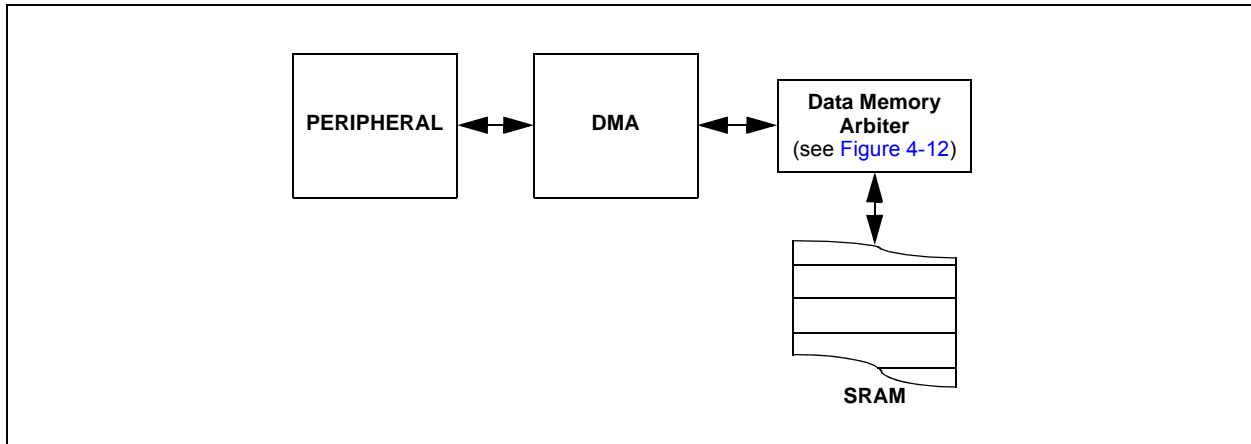 PERIPHERAL
DMA
Data Memory
Arbiter
(see Figure 4-12)
SRAM